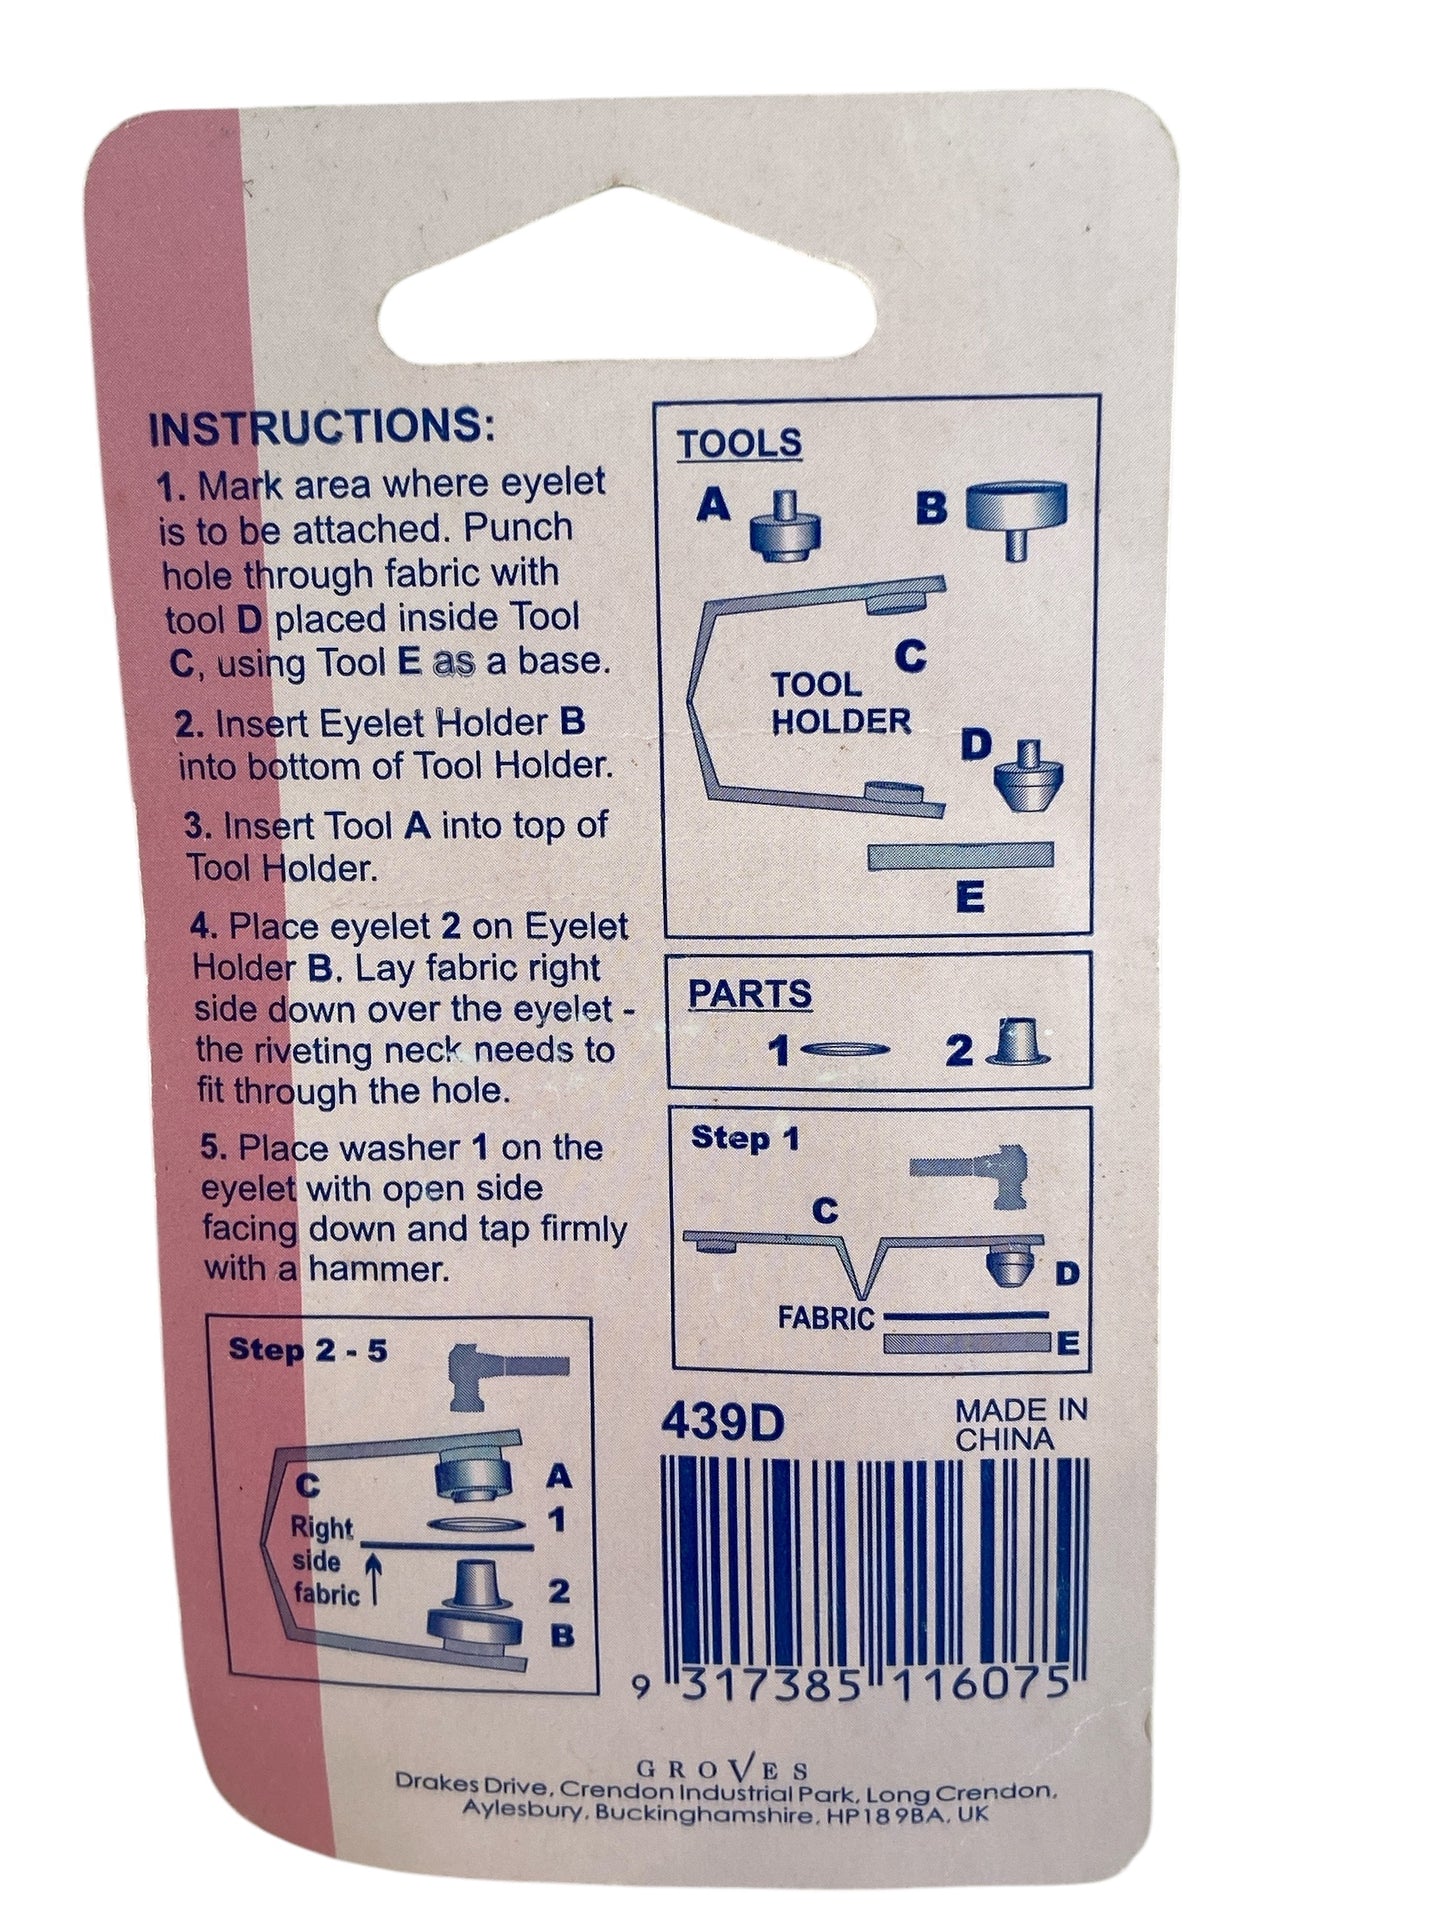 INSTRUCTIONS:
1. Mark area where eyelet
is to be attached. Punch
hole through fabric with
tool D placed inside Tool
C, using Tool E as a base.
2. Insert Eyelet Holder B
into bottom of Tool Holder.
3. Insert Tool A into top of
Tool Holder.
4. Place eyelet 2 on Eyelet
Holder B. Lay fabric right
side down over the eyelet -
the riveting neck needs to
fit through the hole.
5. Place washer 1 on the
eyelet with open side
facing down and tap firmly
with a hammer.
Step 2 - 5
C
A
1
Right
side
fabric
2
B
TOOLS
A
B
C
TOOL
HOLDER
D
E
PARTS
1
2
Step 1
C
D
FABRIC
E
439D
MADE IN
CHINA
9 317385 116075
GROVES
Drakes Drive, Crendon Industrial Park, Long Crendon,
Aylesbury, Buckinghamshire, HP18 9BA, UK